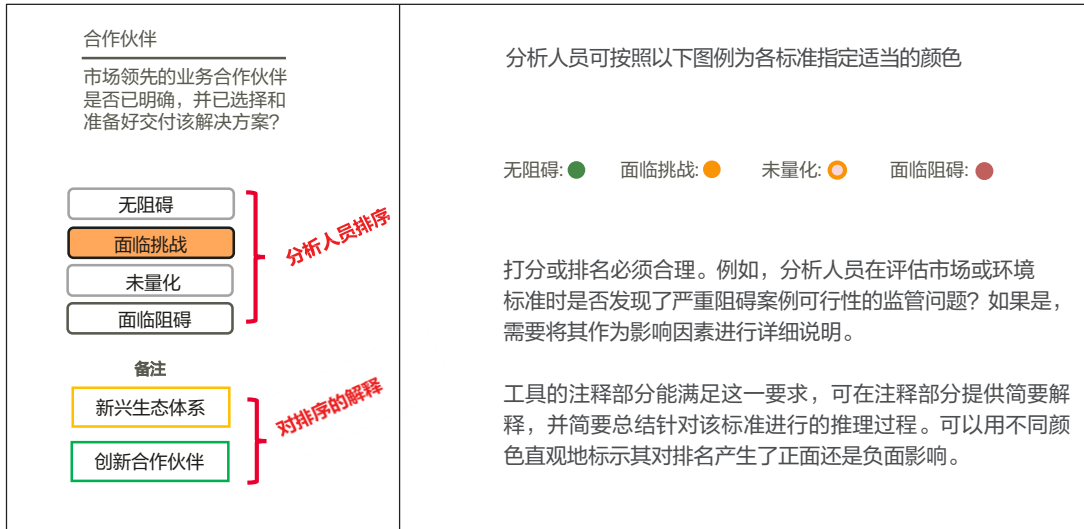 合作伙伴
市场领先的业务合作伙伴
是否已明确，并已选择和
准备好交付该解决方案？
无阻碍
面临挑战
未量化
面临阻碍
分析人员排序
备注
新兴生态体系
创新合作伙伴
对排序的解释
分析人员可按照以下图例为各标准指定适当的颜色
无阻碍:
面临挑战:
未量化:
面临阻碍:
打分或排名必须合理。例如，分析人员在评估市场或环境
标准时是否发现了严重阻碍案例可行性的监管问题？如果是，
需要将其作为影响因素进行详细说明。
工具的注释部分能满足这一要求，可在注释部分提供简要解
释，并简要总结针对该标准进行的推理过程。可以用不同颜
色直观地标示其对排名产生了正面还是负面影响。